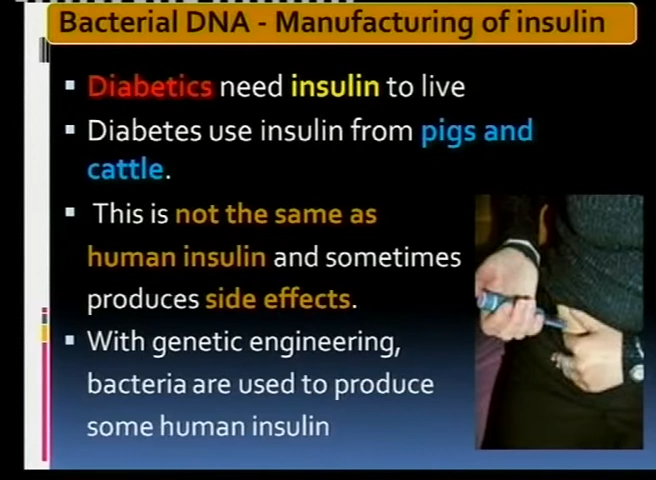 Bacterial DNA - Manufacturing of insulin
▪ Diabetics need insulin to live
▪ Diabetes use insulin from pigs and
cattle.
▪ This is not the same as
human insulin and sometimes
produces side effects.
▪ With genetic engineering,
bacteria are used to produce
some human insulin